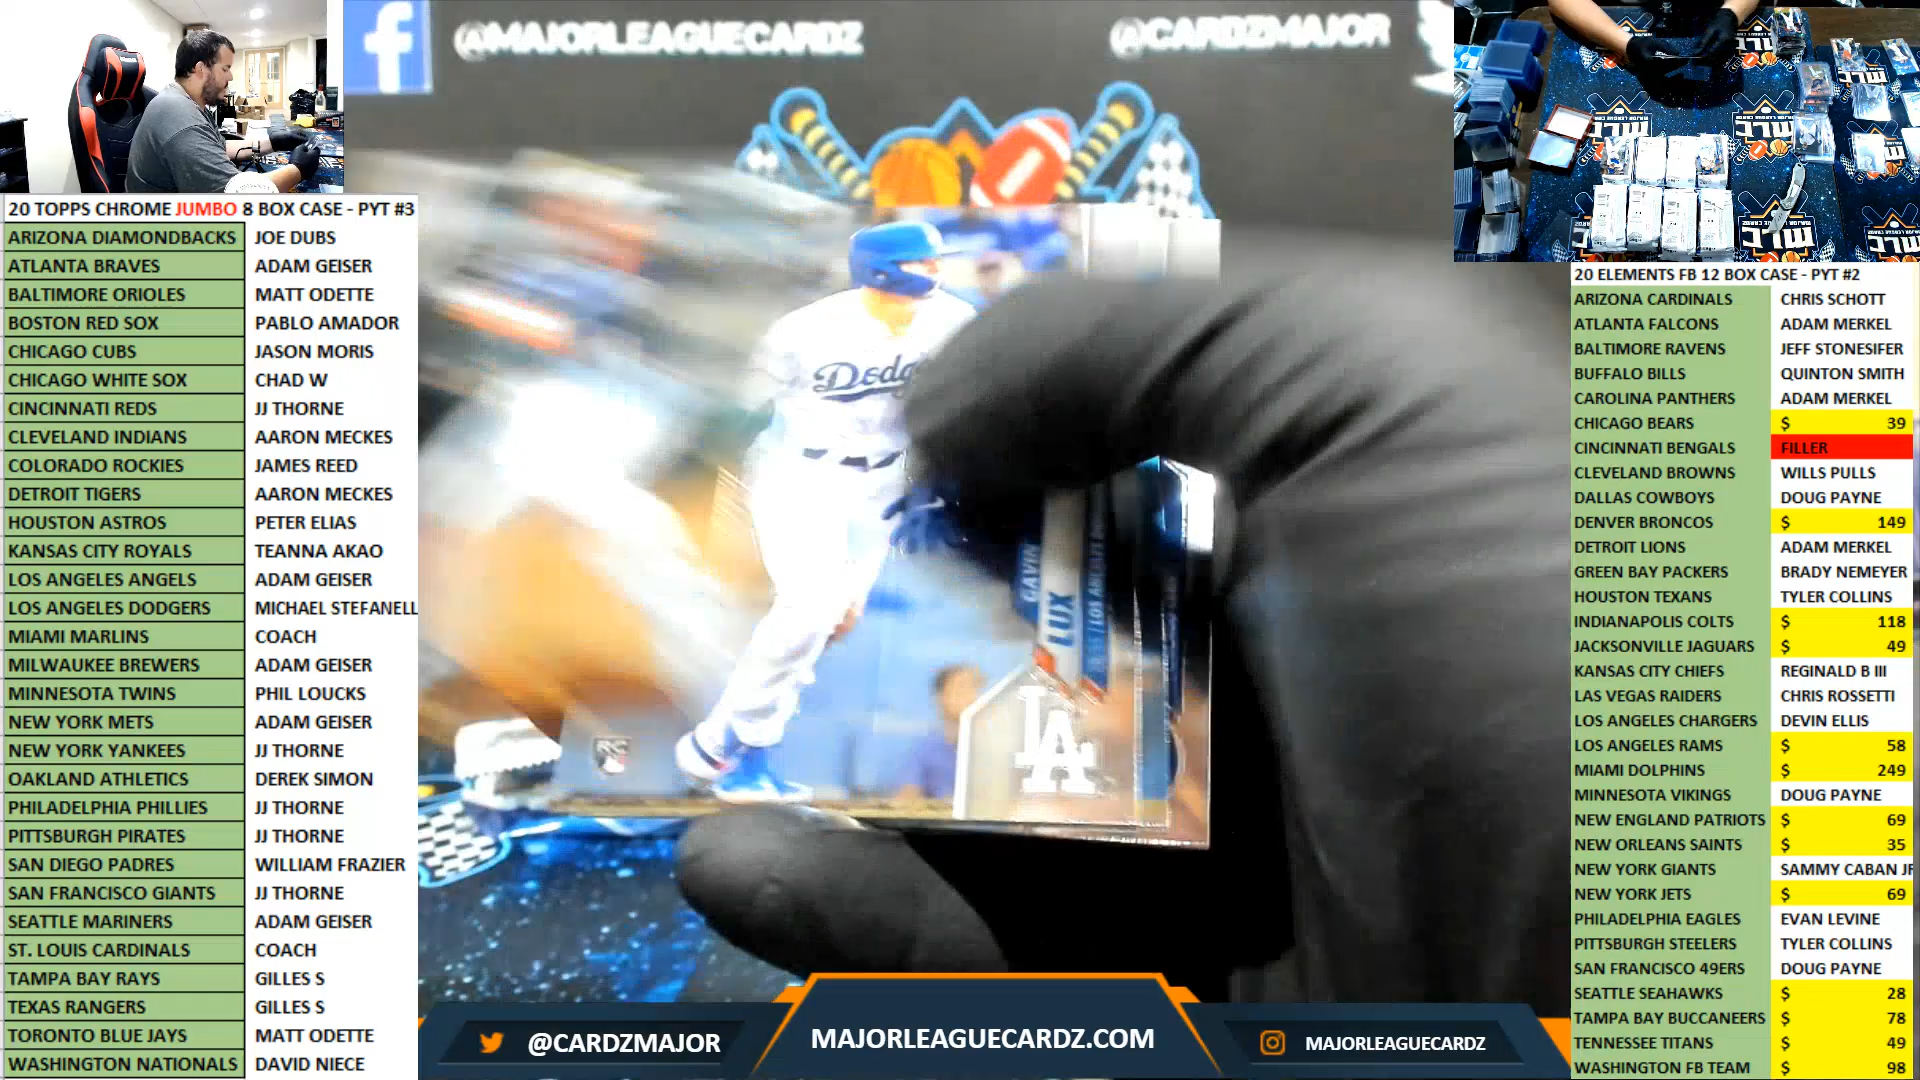 @MAJORLEAGUECARDZ
@CARDZMAJOR
20 TOPPS CHROME JUMBO 8 BOX CASE - PYT #3
ARIZONA DIAMONDBACKS JOE DUBS
ATLANTA BRAVES ADAM GEISER
BALTIMORE ORIOLES MATT ODETTE
BOSTON RED SOX PABLO AMADOR
CHICAGO CUBS JASON MORIS
CHICAGO WHITE SOX CHAD W
CINCINNATI REDS JJ THORNE
CLEVELAND INDIANS AARON MECKES
COLORADO ROCKIES JAMES REED
DETROIT TIGERS AARON MECKES
HOUSTON ASTROS PETER ELIAS
KANSAS CITY ROYALS TEANNA AKAO
LOS ANGELES ANGELS ADAM GEISER
LOS ANGELES DODGERS MICHAEL STEFANELL
MIAMI MARLINS COACH
MILWAUKEE BREWERS ADAM GEISER
MINNESOTA TWINS PHIL LOUCKS
NEW YORK METS ADAM GEISER
NEW YORK YANKEES JJ THORNE
OAKLAND ATHLETICS DEREK SIMON
PHILADELPHIA PHILLIES JJ THORNE
PITTSBURGH PIRATES JJ THORNE
SAN DIEGO PADRES WILLIAM FRAZIER
SAN FRANCISCO GIANTS JJ THORNE
SEATTLE MARINERS ADAM GEISER
ST. LOUIS CARDINALS COACH
TAMPA BAY RAYS GILLES S
TEXAS RANGERS GILLES S
TORONTO BLUE JAYS MATT ODETTE
WASHINGTON NATIONALS DAVID NIECE
Dodg
GAVIN
LUX
LOS ANGELES
LA
RC
20 ELEMENTS FB 12 BOX CASE - PYT #2
ARIZONA CARDINALS CHRIS SCHOTT
ATLANTA FALCONS ADAM MERKEL
BALTIMORE RAVENS JEFF STONESIFER
BUFFALO BILLS QUINTON SMITH
CAROLINA PANTHERS ADAM MERKEL
CHICAGO BEARS $ 39
CINCINNATI BENGALS FILLER
CLEVELAND BROWNS WILLS PULLS
DALLAS COWBOYS DOUG PAYNE
DENVER BRONCOS $ 149
DETROIT LIONS ADAM MERKEL
GREEN BAY PACKERS BRADY NEMEYER
HOUSTON TEXANS TYLER COLLINS
INDIANAPOLIS COLTS $ 118
JACKSONVILLE JAGUARS $ 49
KANSAS CITY CHIEFS REGINALD B III
LAS VEGAS RAIDERS CHRIS ROSSETTI
LOS ANGELES CHARGERS DEVIN ELLIS
LOS ANGELES RAMS $ 58
MIAMI DOLPHINS $ 249
MINNESOTA VIKINGS DOUG PAYNE
NEW ENGLAND PATRIOTS $ 69
NEW ORLEANS SAINTS $ 35
NEW YORK GIANTS SAMMY CABAN JR
NEW YORK JETS $ 69
PHILADELPHIA EAGLES EVAN LEVINE
PITTSBURGH STEELERS TYLER COLLINS
SAN FRANCISCO 49ERS DOUG PAYNE
SEATTLE SEAHAWKS $ 28
TAMPA BAY BUCCANEERS $ 78
TENNESSEE TITANS $ 49
WASHINGTON FB TEAM $ 98
@CARDZMAJOR
MAJORLEAGUECARDZ.COM
MAJORLEAGUECARDZ